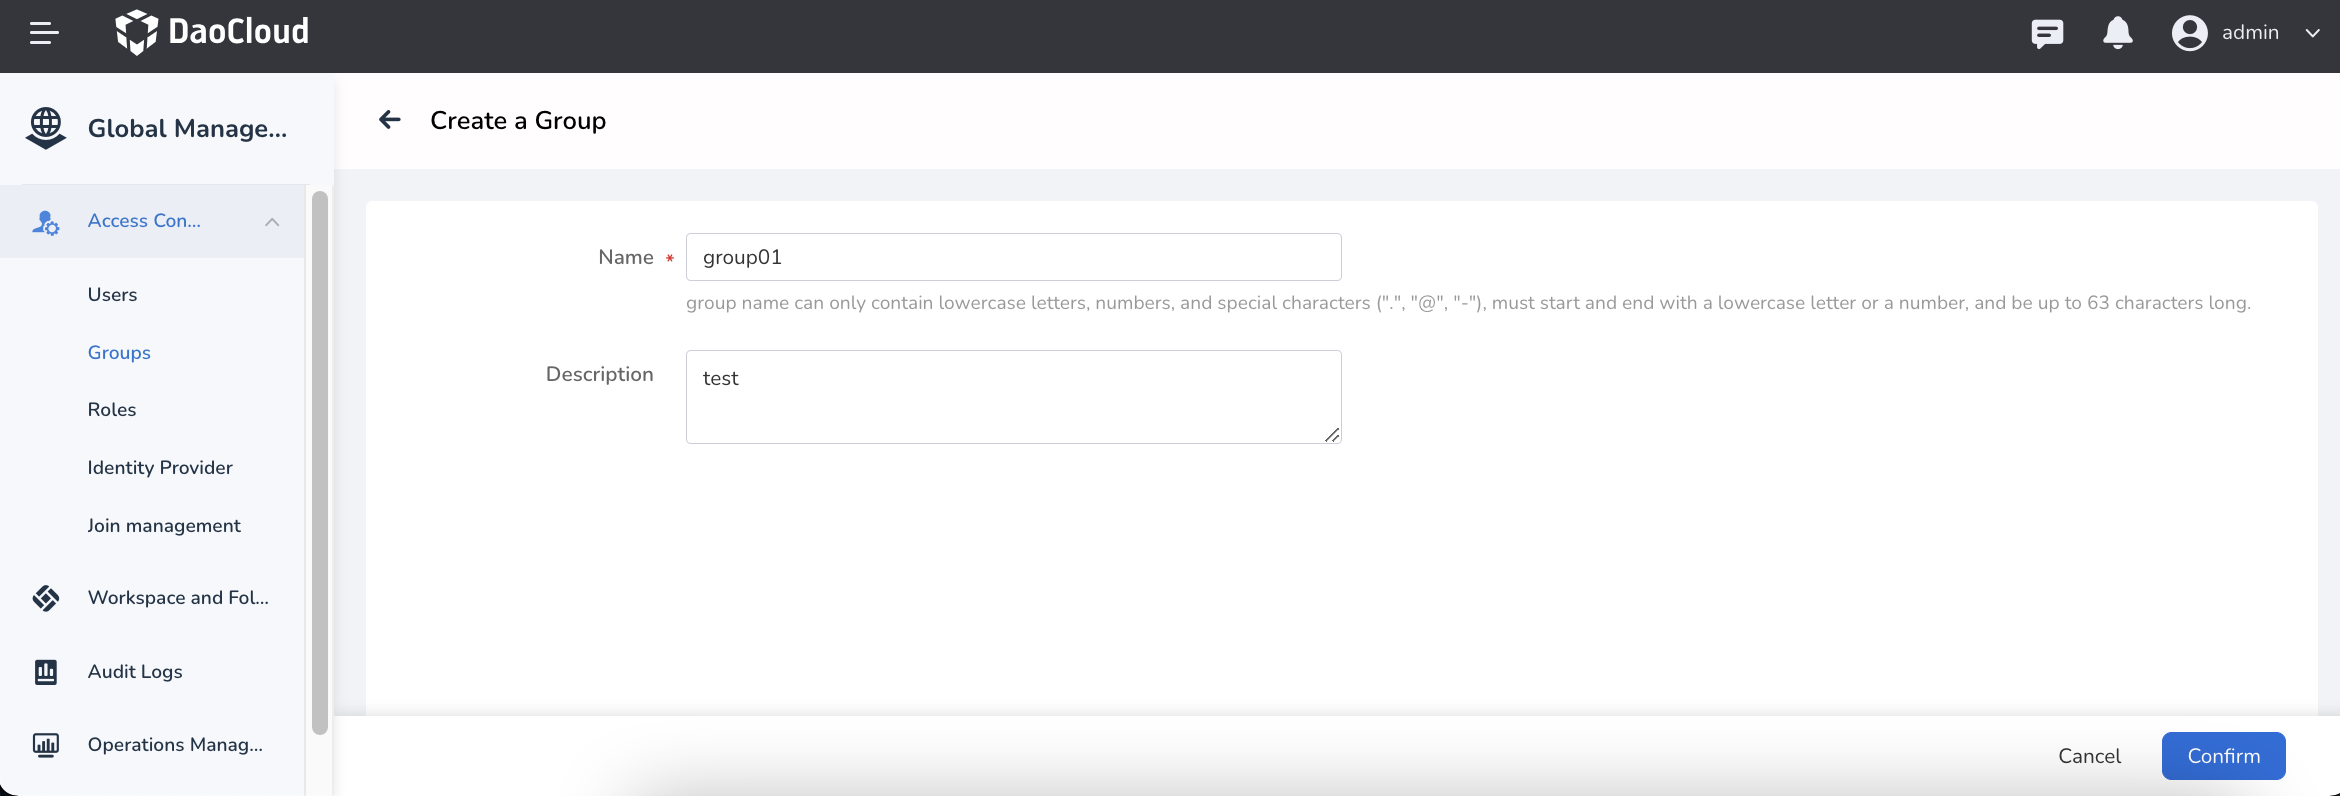 DaoCloud
admin
Global Manage...
Create a Group
Access Con...
Users
Groups
Roles
Identity Provider
Join management
Workspace and Fol...
Audit Logs
Operations Manag...
Name *
group01
group name can only contain lowercase letters, numbers, and special characters (".", "@", "-"), must start and end with a lowercase letter or a number, and be up to 63 characters long.
Description
test
Cancel
Confirm